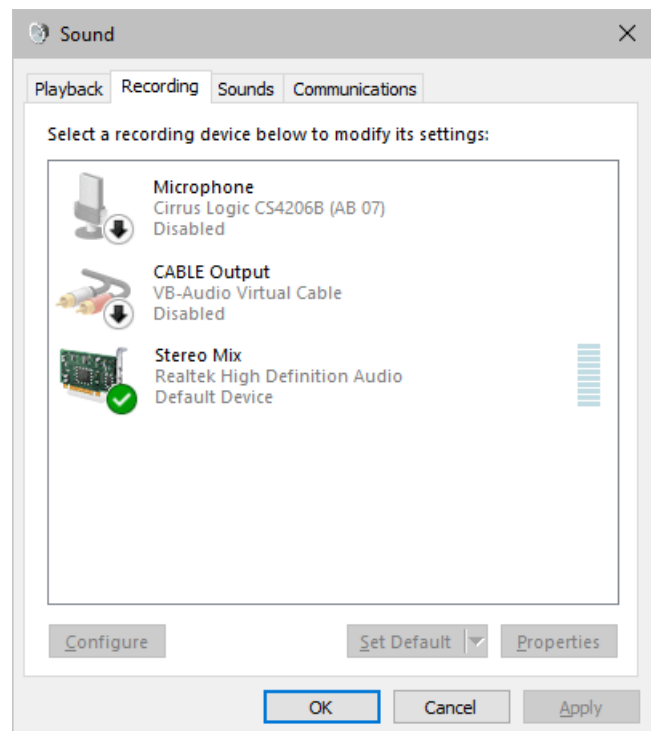 Sound
Playback Recording Sounds Communications
Select a recording device below to modify its settings:
Microphone
Cirrus Logic CS4206B (AB 07)
Disabled
CABLE Output
VB-Audio Virtual Cable
Disabled
Stereo Mix
Realtek High Definition Audio
Default Device
Configure Set Default Properties
OK Cancel Apply